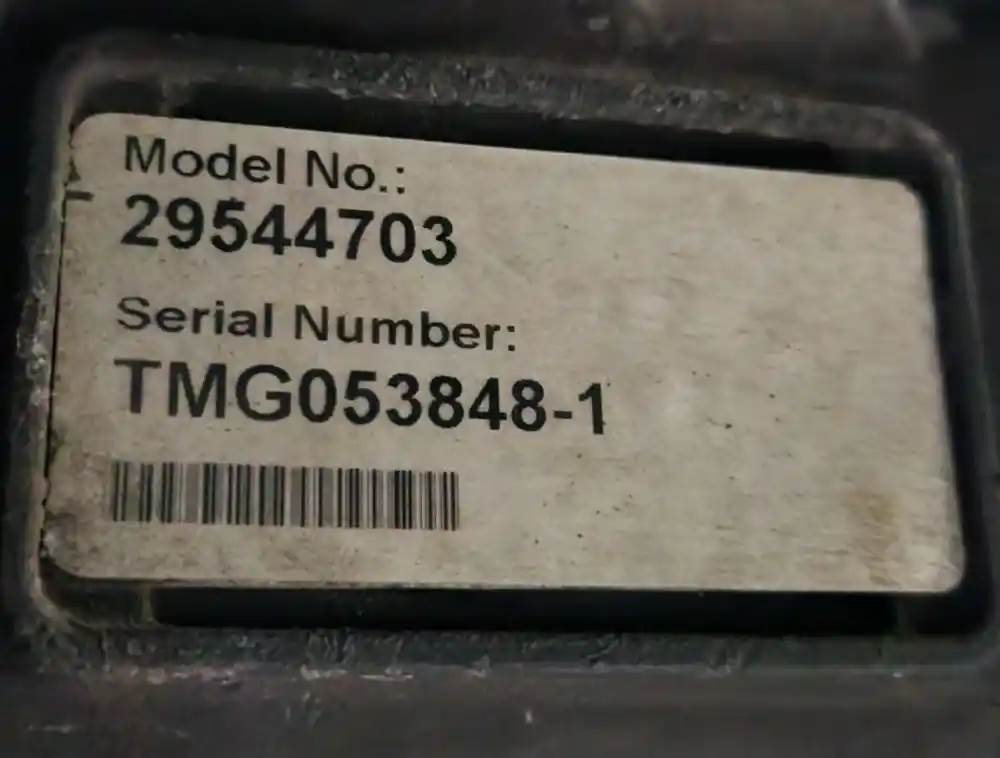 Model No.:
29544703
Serial Number:
TMG053848-1